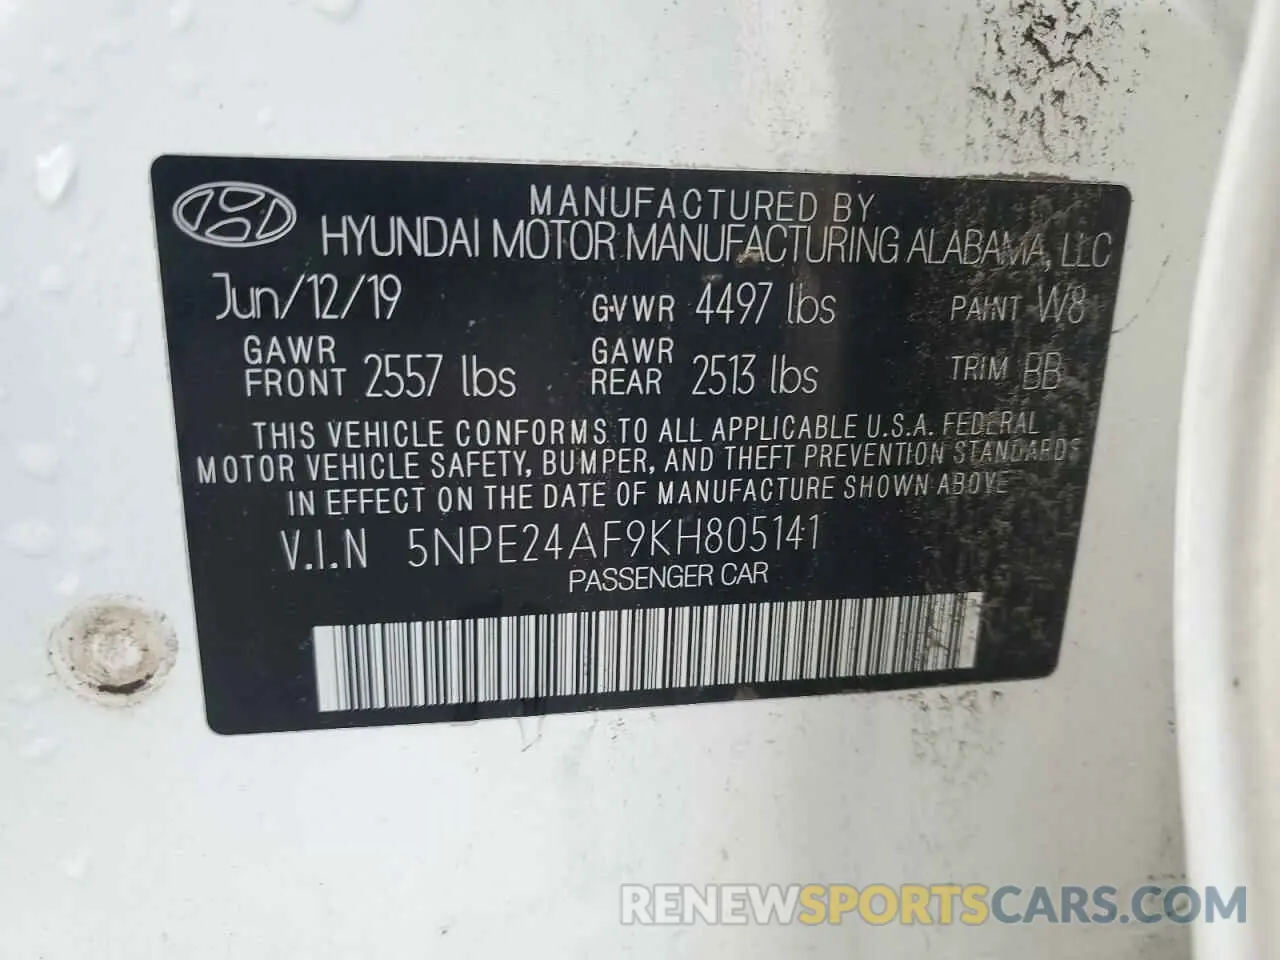 MANUFACTURED BY
HYUNDAI MOTOR MANUFACTURING ALABAMA, LLC
Jun/12/19 GVWR 4497 lbs PAINT W8
GAWR FRONT 2557 lbs GAWR REAR 2513 lbs TRIM BB
THIS VEHICLE CONFORMS TO ALL APPLICABLE U.S.A. FEDERAL
MOTOR VEHICLE SAFETY, BUMPER, AND THEFT PREVENTION STANDARDS
IN EFFECT ON THE DATE OF MANUFACTURE SHOWN ABOVE
V.I.N 5NPE24AF9KH805141
PASSENGER CAR
RENEWSPORTSCARS.COM